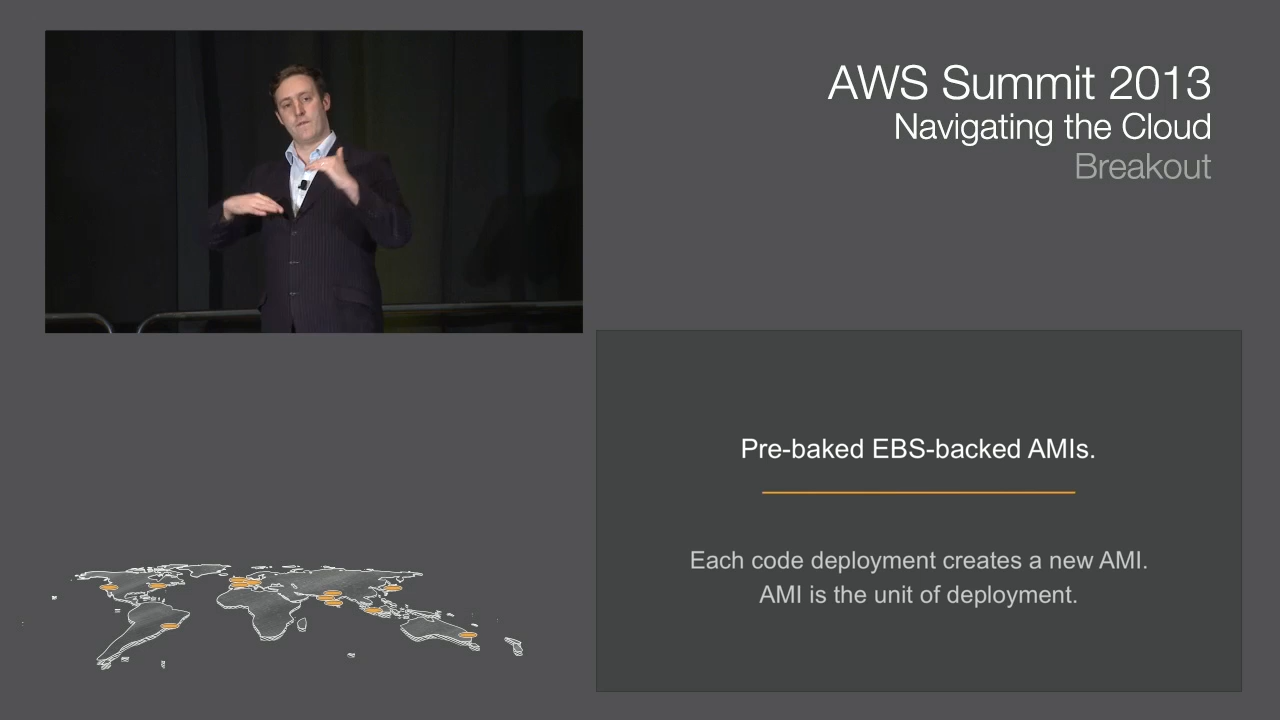 AWS Summit 2013
Navigating the Cloud
Breakout
Pre-baked EBS-backed AMIs.
Each code deployment creates a new AMI.
AMI is the unit of deployment.